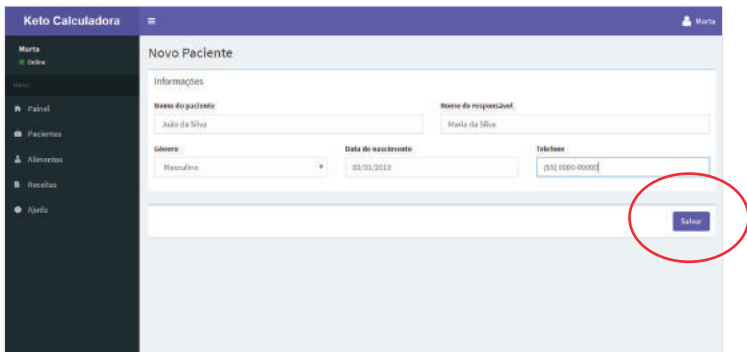 Keto Calculadora
Marta
Marta
Online
Menu
Painel
Pacientes
Alimentos
Receitas
Ajuda
Novo Paciente
Informações
Nome do paciente
Nome do responsável
João da Silva
Maria da Silva
Gênero
Data de nascimento
Telefone
Masculino
03/01/2013
(55) 0000-00000
Salvar